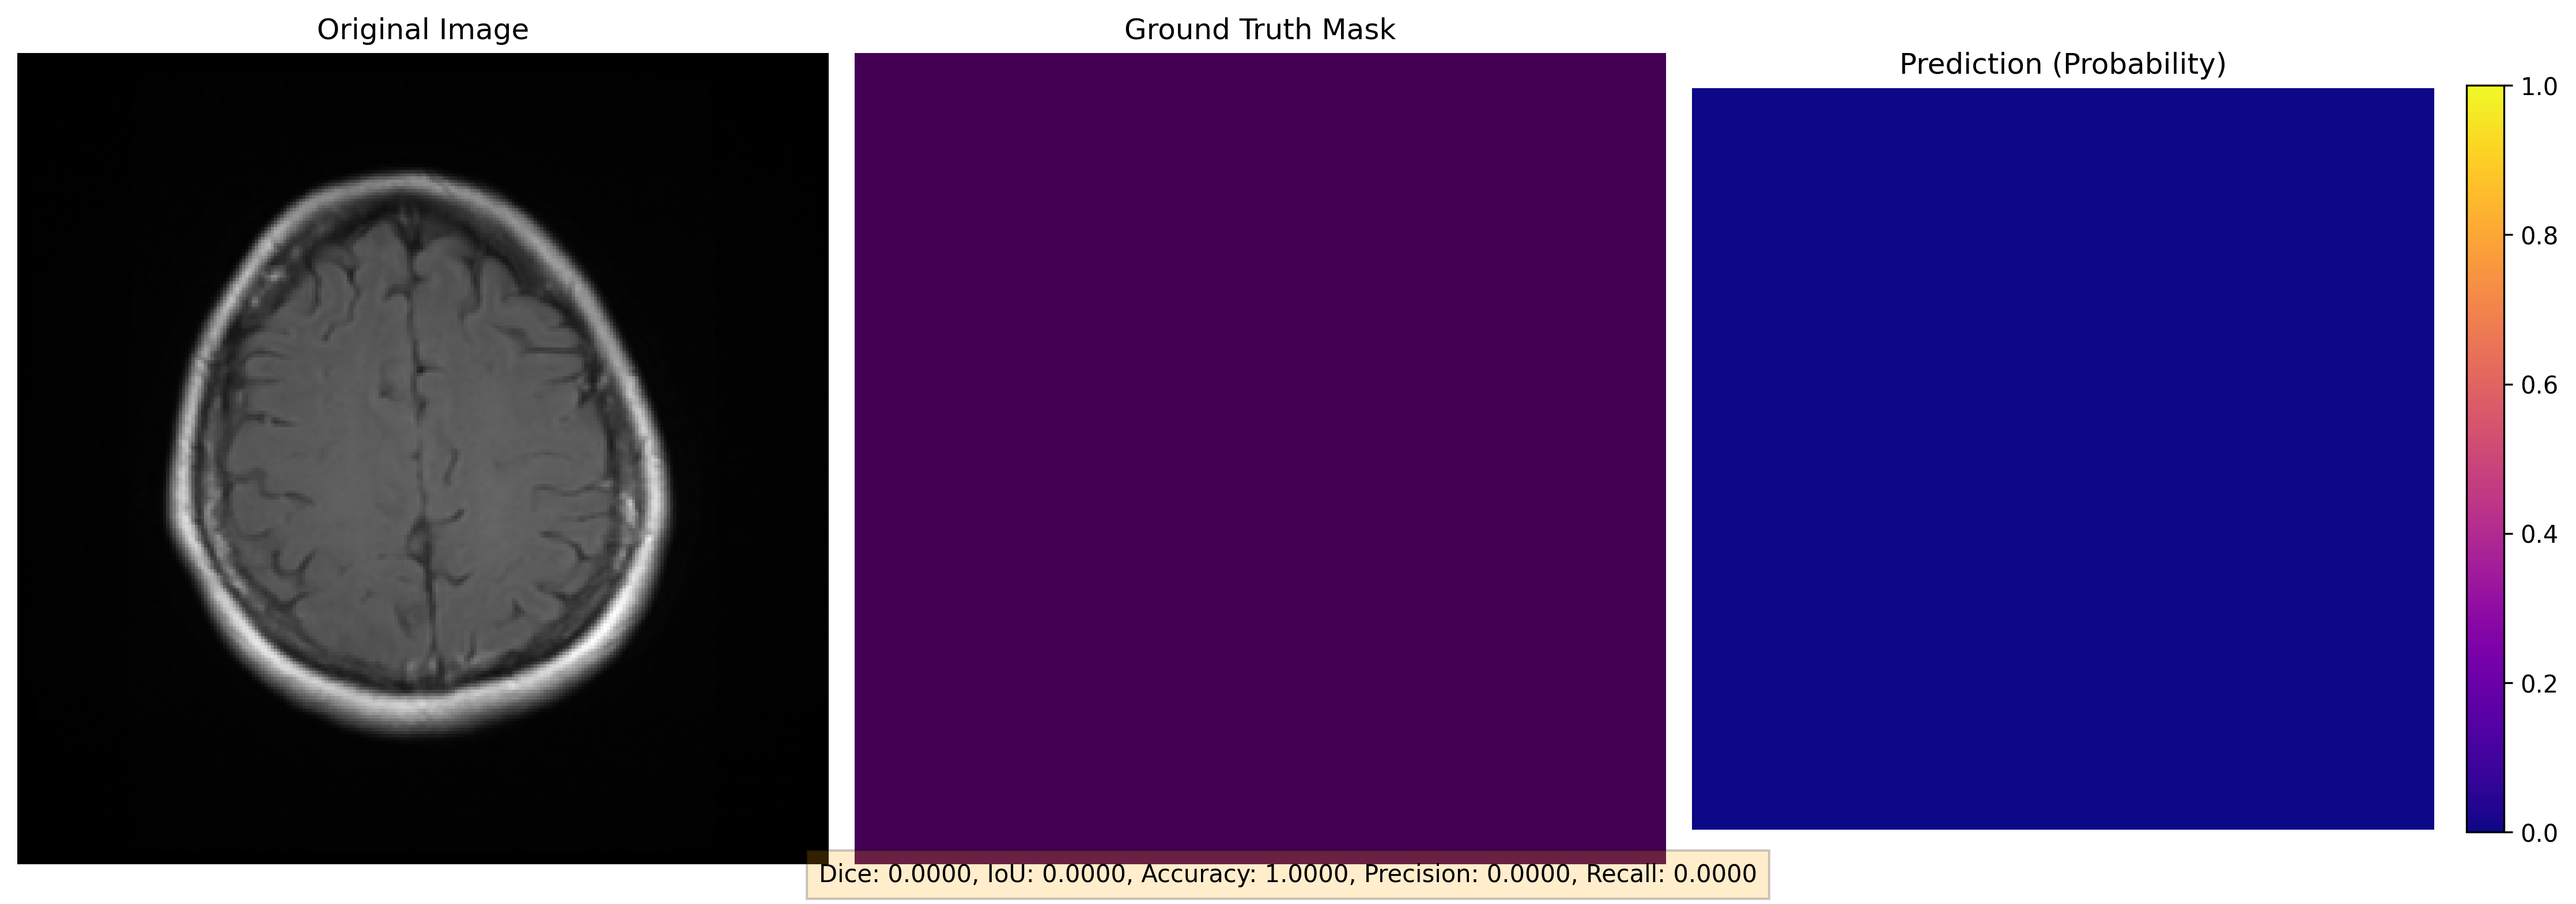 Original Image
Ground Truth Mask
Prediction (Probability)
1.0
0.8
0.6
0.4
0.2
0.0
Dice: 0.0000, IoU: 0.0000, Accuracy: 1.0000, Precision: 0.0000, Recall: 0.0000